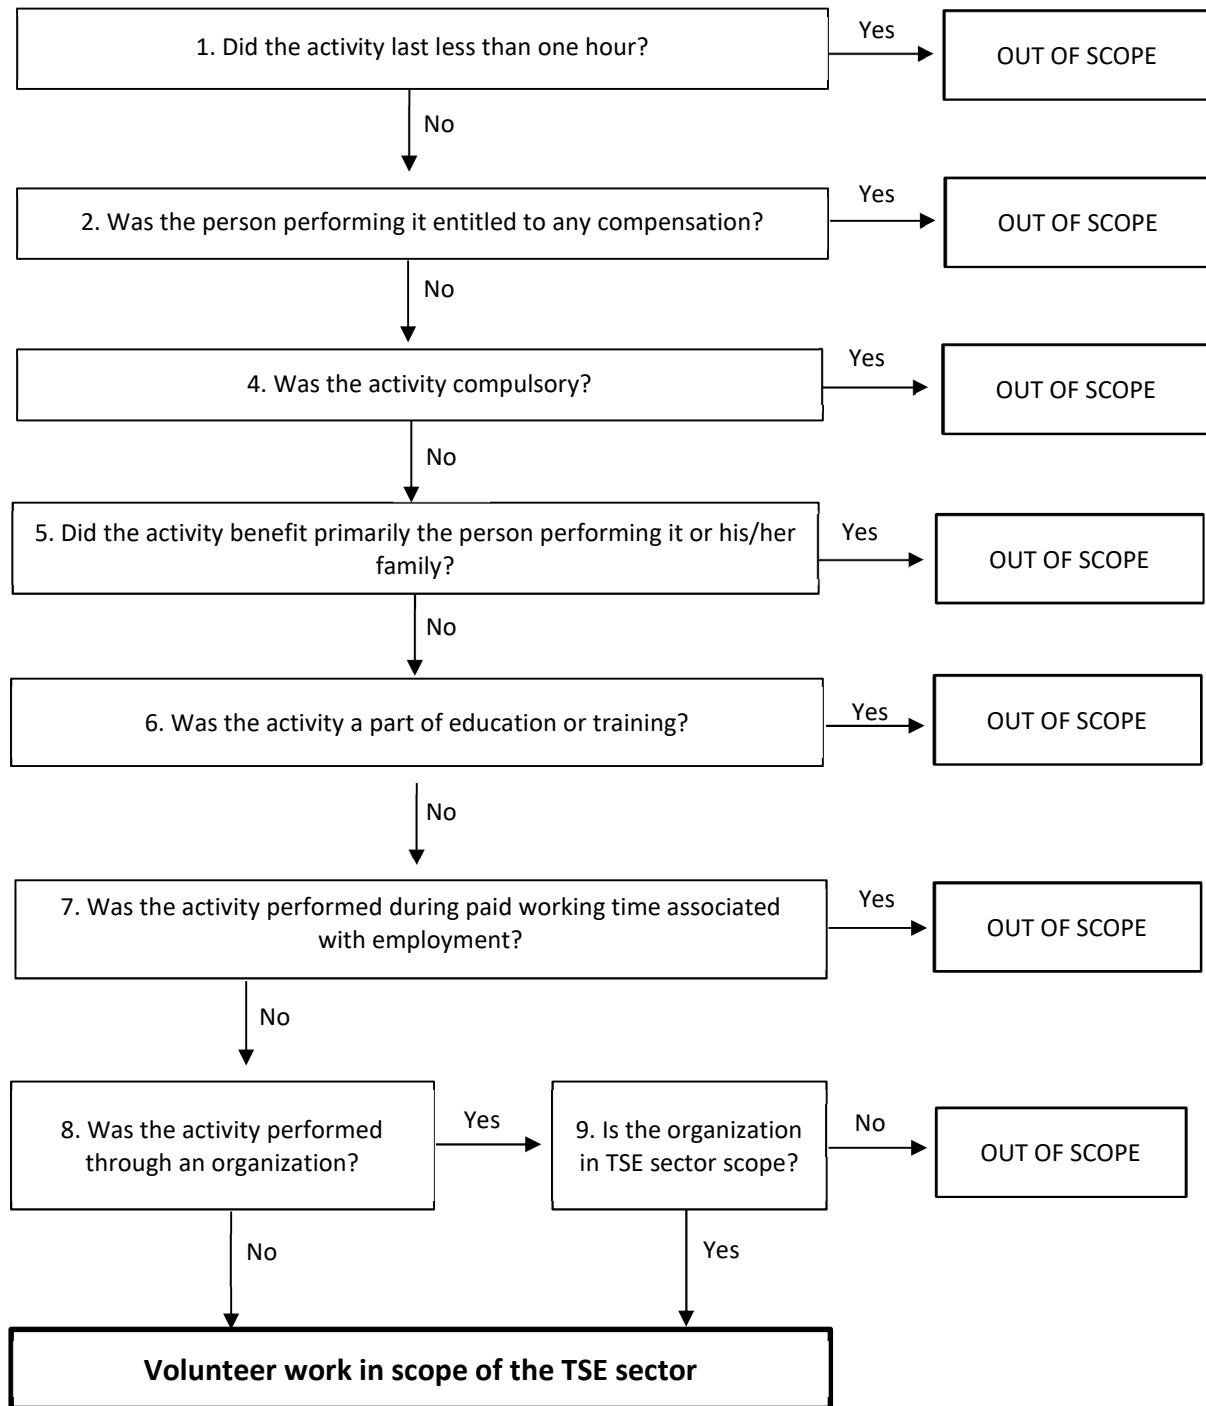 1. Did the activity last less than one hour?
Yes
OUT OF SCOPE
No
2. Was the person performing it entitled to any compensation?
Yes
OUT OF SCOPE
No
4. Was the activity compulsory?
Yes
OUT OF SCOPE
No
5. Did the activity benefit primarily the person performing it or his/her
family?
Yes
OUT OF SCOPE
No
6. Was the activity a part of education or training?
Yes
OUT OF SCOPE
No
7. Was the activity performed during paid working time associated
with employment?
Yes
OUT OF SCOPE
No
8. Was the activity performed
through an organization?
Yes
9. Is the organization
in TSE sector scope?
No
OUT OF SCOPE
No
Yes
Volunteer work in scope of the TSE sector